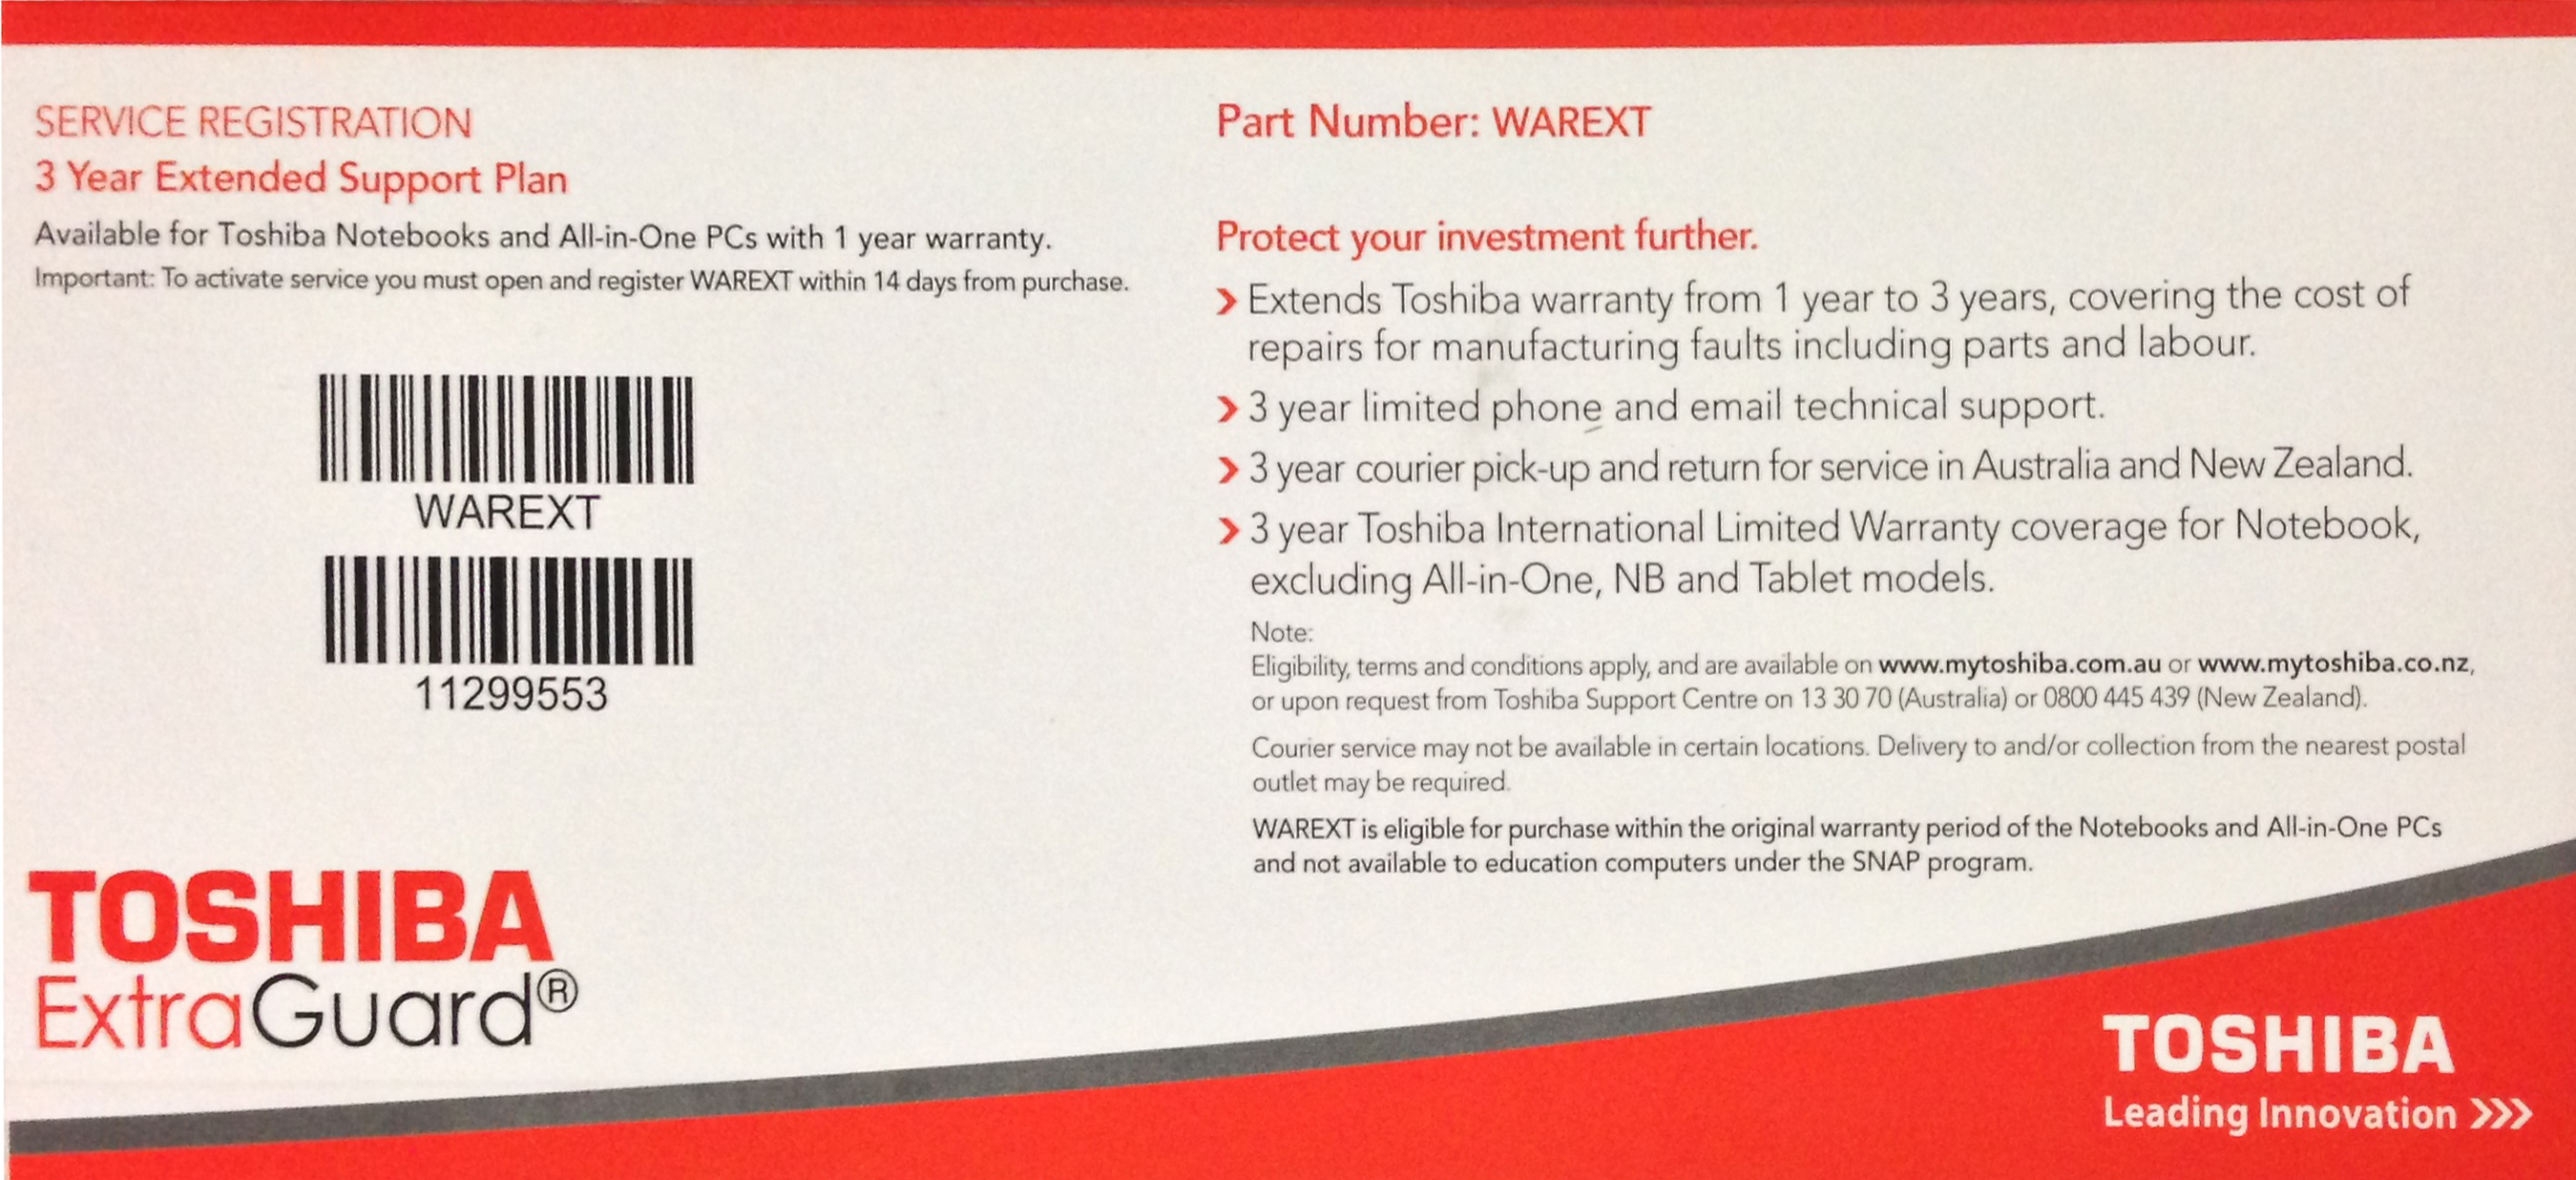 SERVICE REGISTRATION
3 Year Extended Support Plan
Available for Toshiba Notebooks and All-in-One PCs with 1 year warranty.
Important: To activate service you must open and register WAREXT within 14 days from purchase.
WAREXT
11299553
TOSHIBA
ExtraGuard®
Part Number: WAREXT
Protect your investment further.
Extends Toshiba warranty from 1 year to 3 years, covering the cost of
repairs for manufacturing faults including parts and labour.
3 year limited phone and email technical support.
3 year courier pick-up and return for service in Australia and New Zealand.
3 year Toshiba International Limited Warranty coverage for Notebook,
excluding All-in-One, NB and Tablet models.
Note:
Eligibility, terms and conditions apply, and are available on www.mytoshiba.com.au or www.mytoshiba.co.nz,
or upon request from Toshiba Support Centre on 13 30 70 (Australia) or 0800 445 439 (New Zealand).
Courier service may not be available in certain locations. Delivery to and/or collection from the nearest postal
outlet may be required.
WAREXT is eligible for purchase within the original warranty period of the Notebooks and All-in-One PCs
and not available to education computers under the SNAP program.
TOSHIBA
Leading Innovation >>>